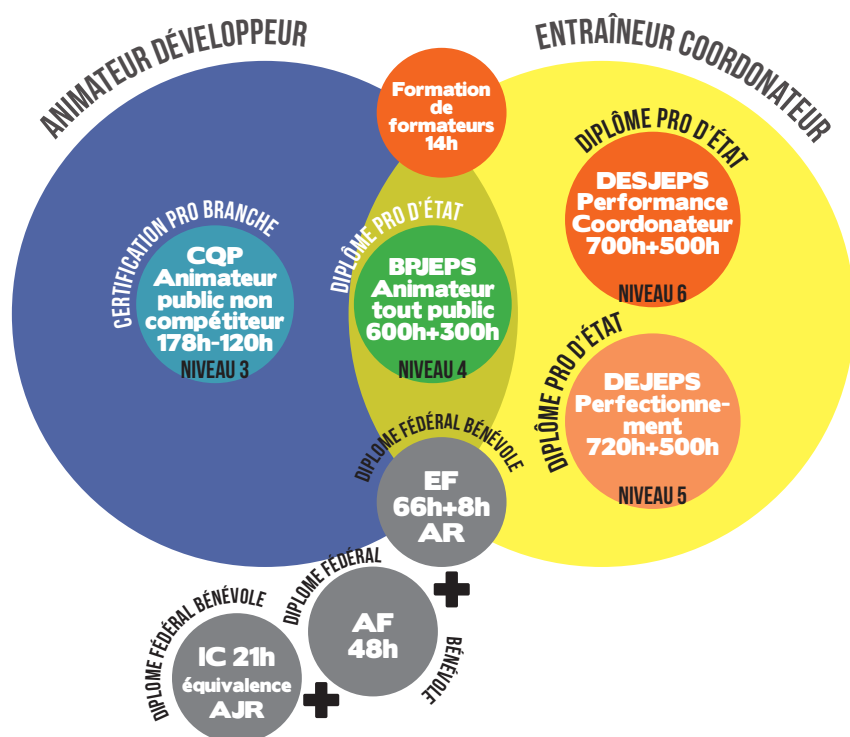 ANIMATEUR DÉVELOPPEUR
ENTRAÎNEUR COORDONATEUR
Formation
de
formateurs
14h
DIPLÔME PRO D'ÉTAT
DESJEPS
Performance
Coordonateur
700h+500h
NIVEAU 6
CERTIFICATION PRO BRANCHE
CQP
Animateur
public non
compétiteur
178h-120h
NIVEAU 3
DIPLÔME PRO D'ÉTAT
BPJEPS
Animateur
tout public
600h+300h
NIVEAU 4
DIPLÔME PRO D'ÉTAT
DEJEPS
Perfectionne-
ment
720h+500h
NIVEAU 5
DIPLOME FÉDÉRAL BÉNÉVOLE
EF
66h+8h
AR
DIPLOME FÉDÉRAL
BÉNÉVOLE
AF
48h
DIPLOME FÉDÉRAL BÉNÉVOLE
IC 21h
équivalence
AJR